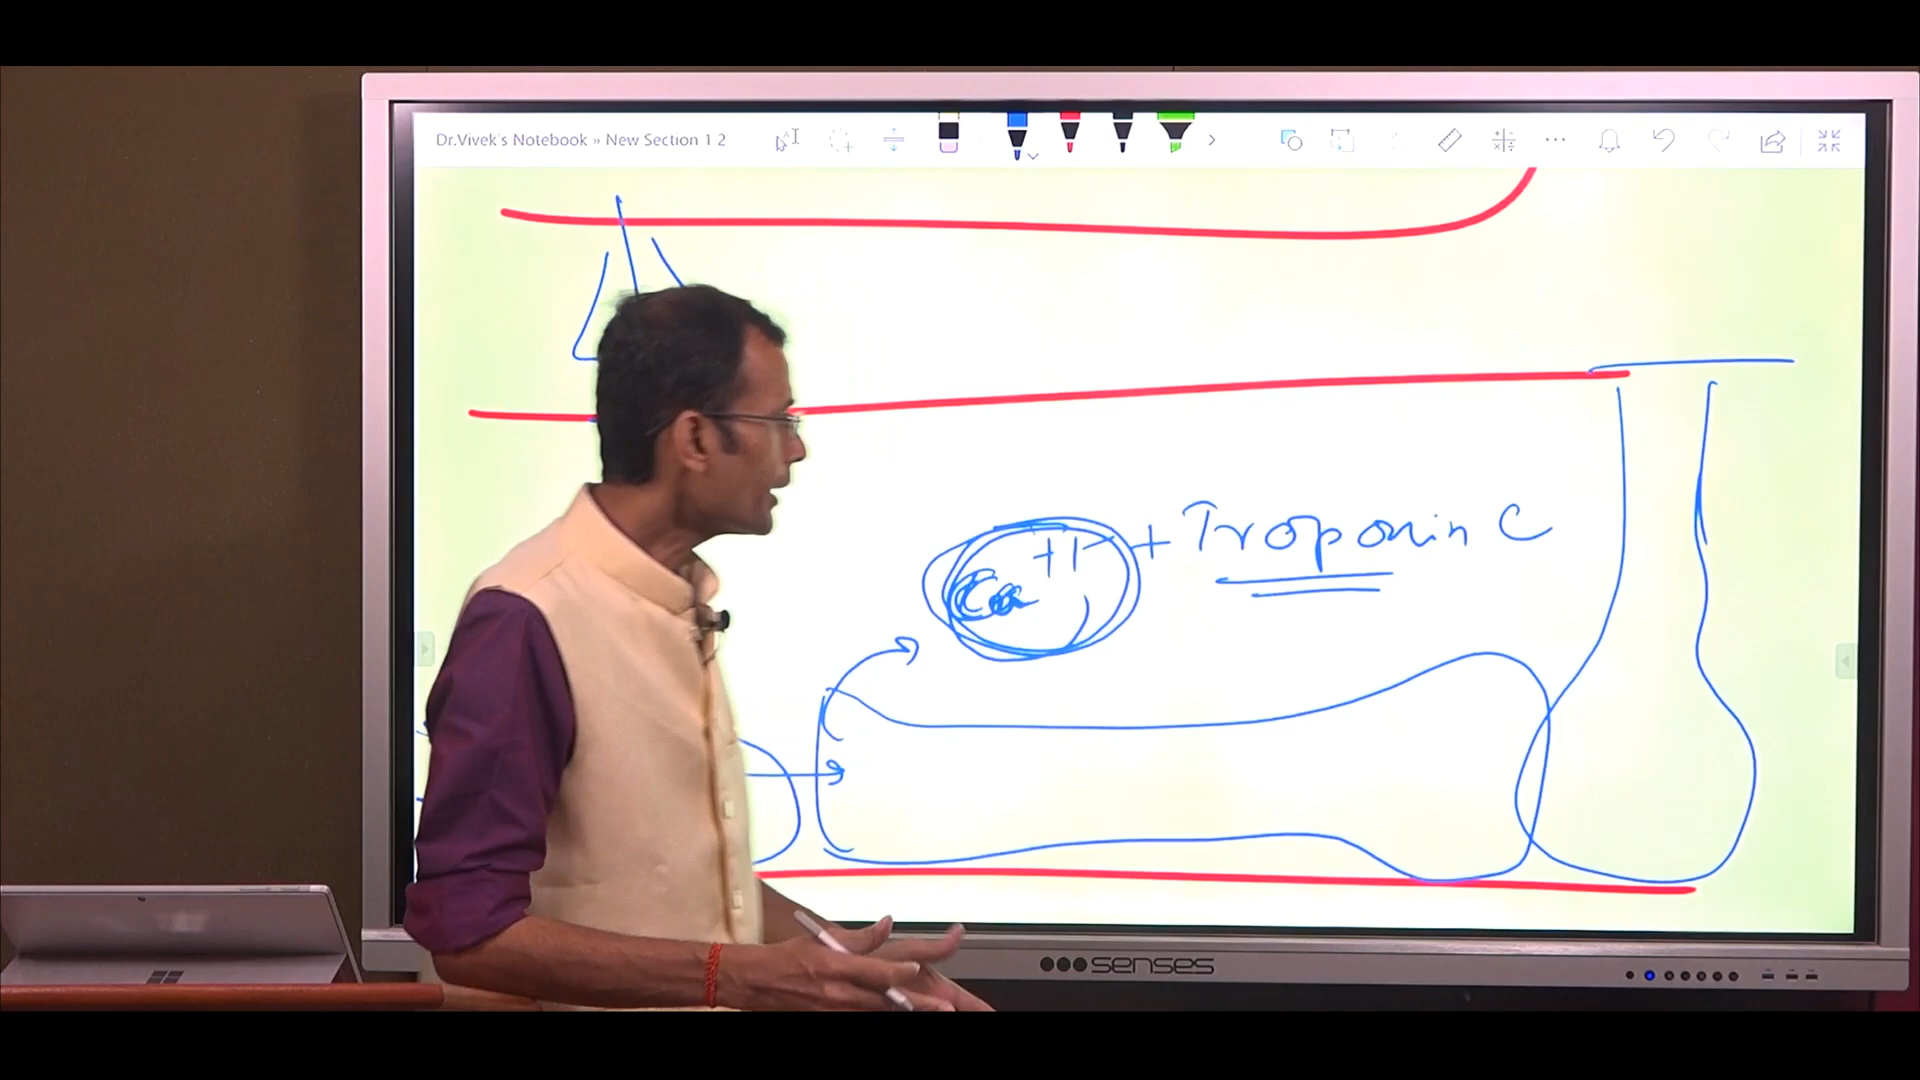 Dr.Vivek's Notebook » New Section 1 2
Ca++ + Troponin C
senses